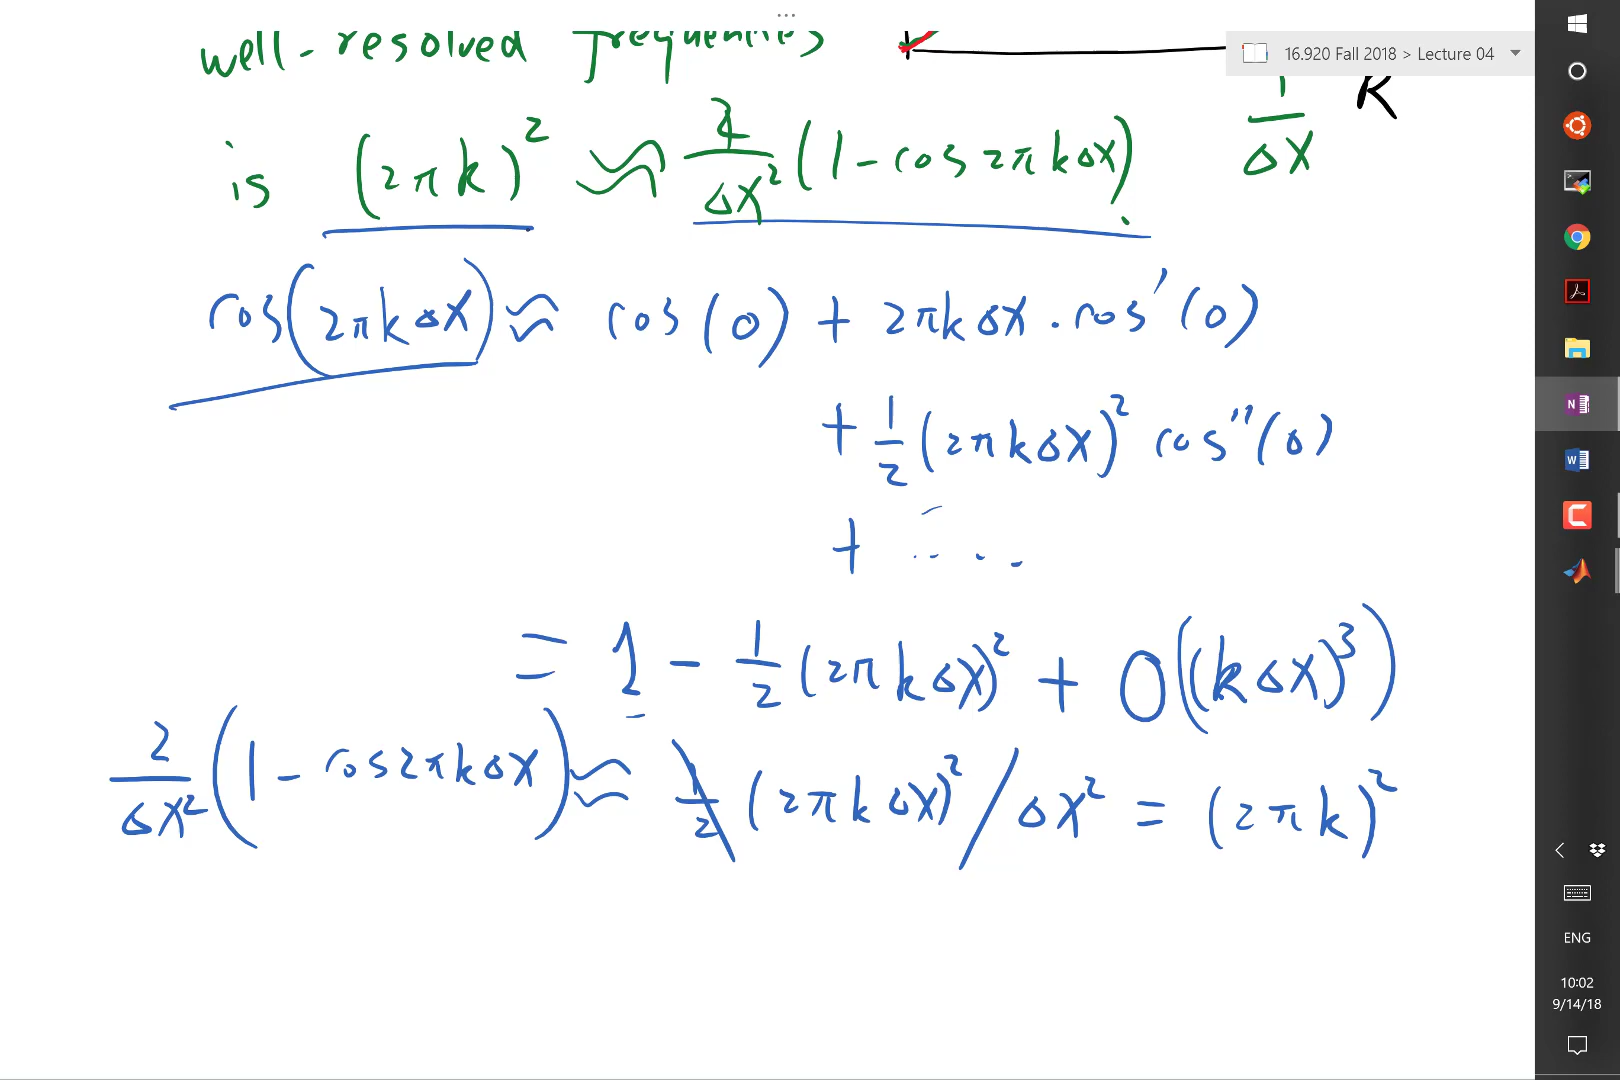 well-resolved frequencies
16.920 Fall 2018 > Lecture 04
is (2πk)² ≈ 2/Δx² (1 - cos 2πkΔx).
1/Δx
k
cos(2πkΔx) ≈ cos(0) + 2πkΔx · cos'(0)
+ 1/2 (2πkΔx)² cos''(0)
+ ....
= 1 - 1/2 (2πkΔx)² + O((kΔx)³)
2/Δx² (1 - cos 2πkΔx) ≈ 1/2 (2πkΔx)² / Δx² = (2πk)²
ENG
10:02
9/14/18